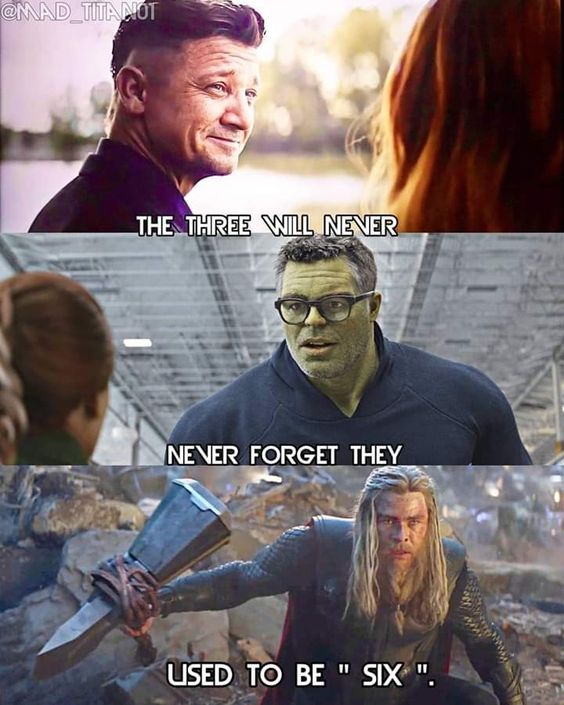 @MAD_TITANOT
THE THREE WILL NEVER
NEVER FORGET THEY
USED TO BE " SIX ".